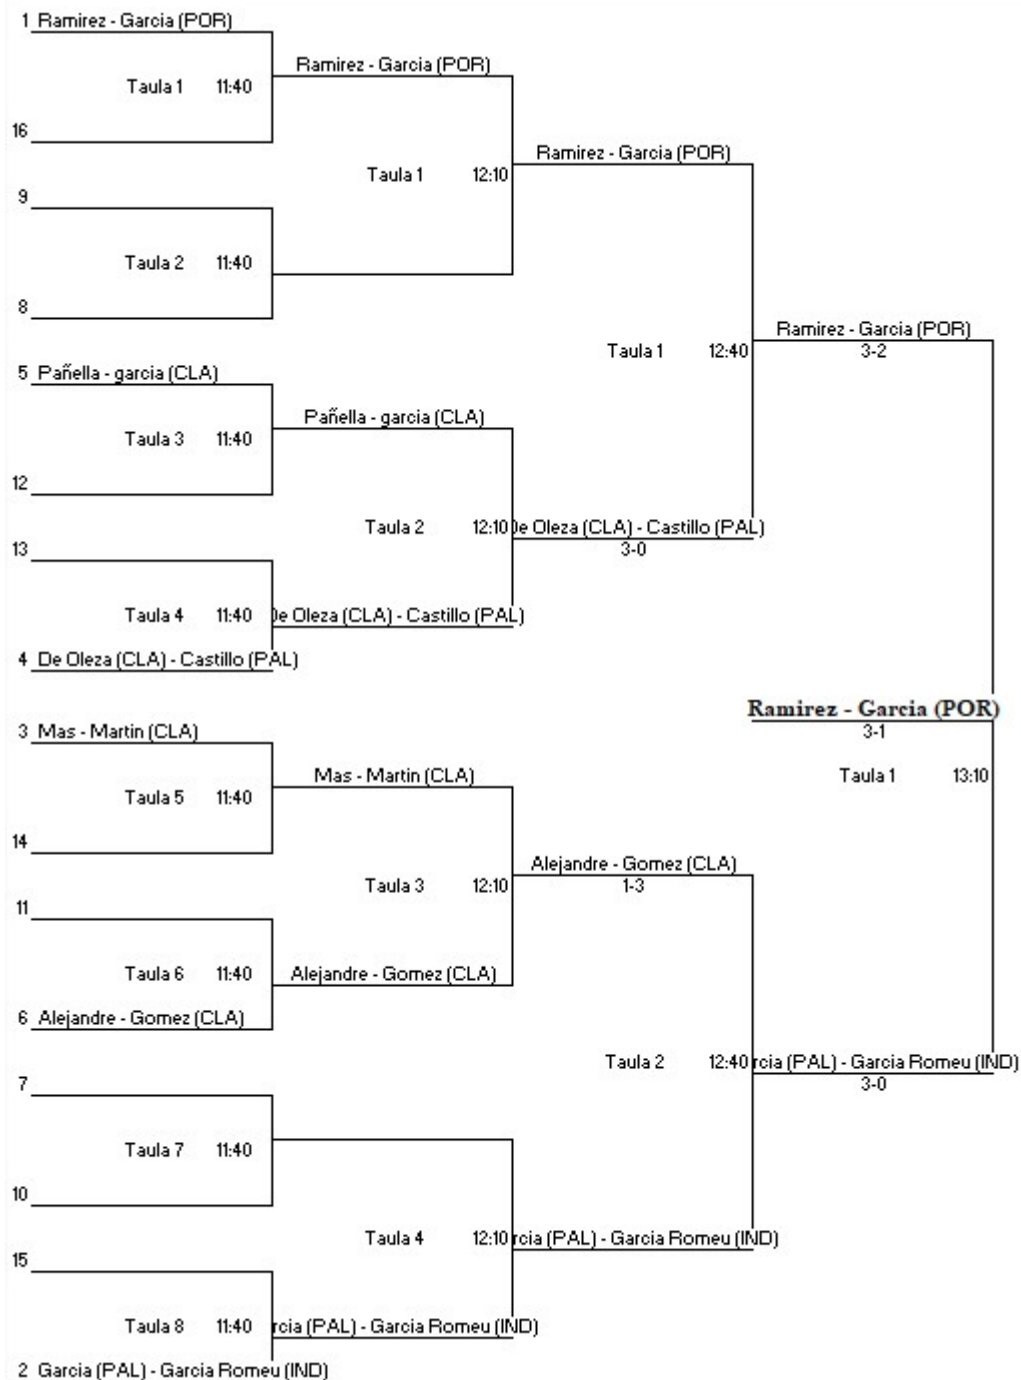 1 Ramirez - Garcia (POR)
Ramirez - Garcia (POR)
Taula 1 11:40
16
Ramirez - Garcia (POR)
Taula 1 12:10
9
Taula 2 11:40
8
Ramirez - Garcia (POR)
3-2
Taula 1 12:40
5 Pañella - garcia (CLA)
Pañella - garcia (CLA)
Taula 3 11:40
12
Taula 2 12:10
De Oleza (CLA) - Castillo (PAL)
3-0
13
Taula 4 11:40
De Oleza (CLA) - Castillo (PAL)
4 De Oleza (CLA) - Castillo (PAL)
Ramirez - Garcia (POR)
3-1
Taula 1 13:10
3 Mas - Martin (CLA)
Mas - Martin (CLA)
Taula 5 11:40
14
Alejandre - Gomez (CLA)
1-3
Taula 3 12:10
11
Taula 6 11:40
Alejandre - Gomez (CLA)
6 Alejandre - Gomez (CLA)
Taula 2 12:40
rcia (PAL) - Garcia Romeu (IND)
3-0
7
Taula 7 11:40
10
Taula 4 12:10
rcia (PAL) - Garcia Romeu (IND)
15
Taula 8 11:40
rcia (PAL) - Garcia Romeu (IND)
2 Garcia (PAL) - Garcia Romeu (IND)